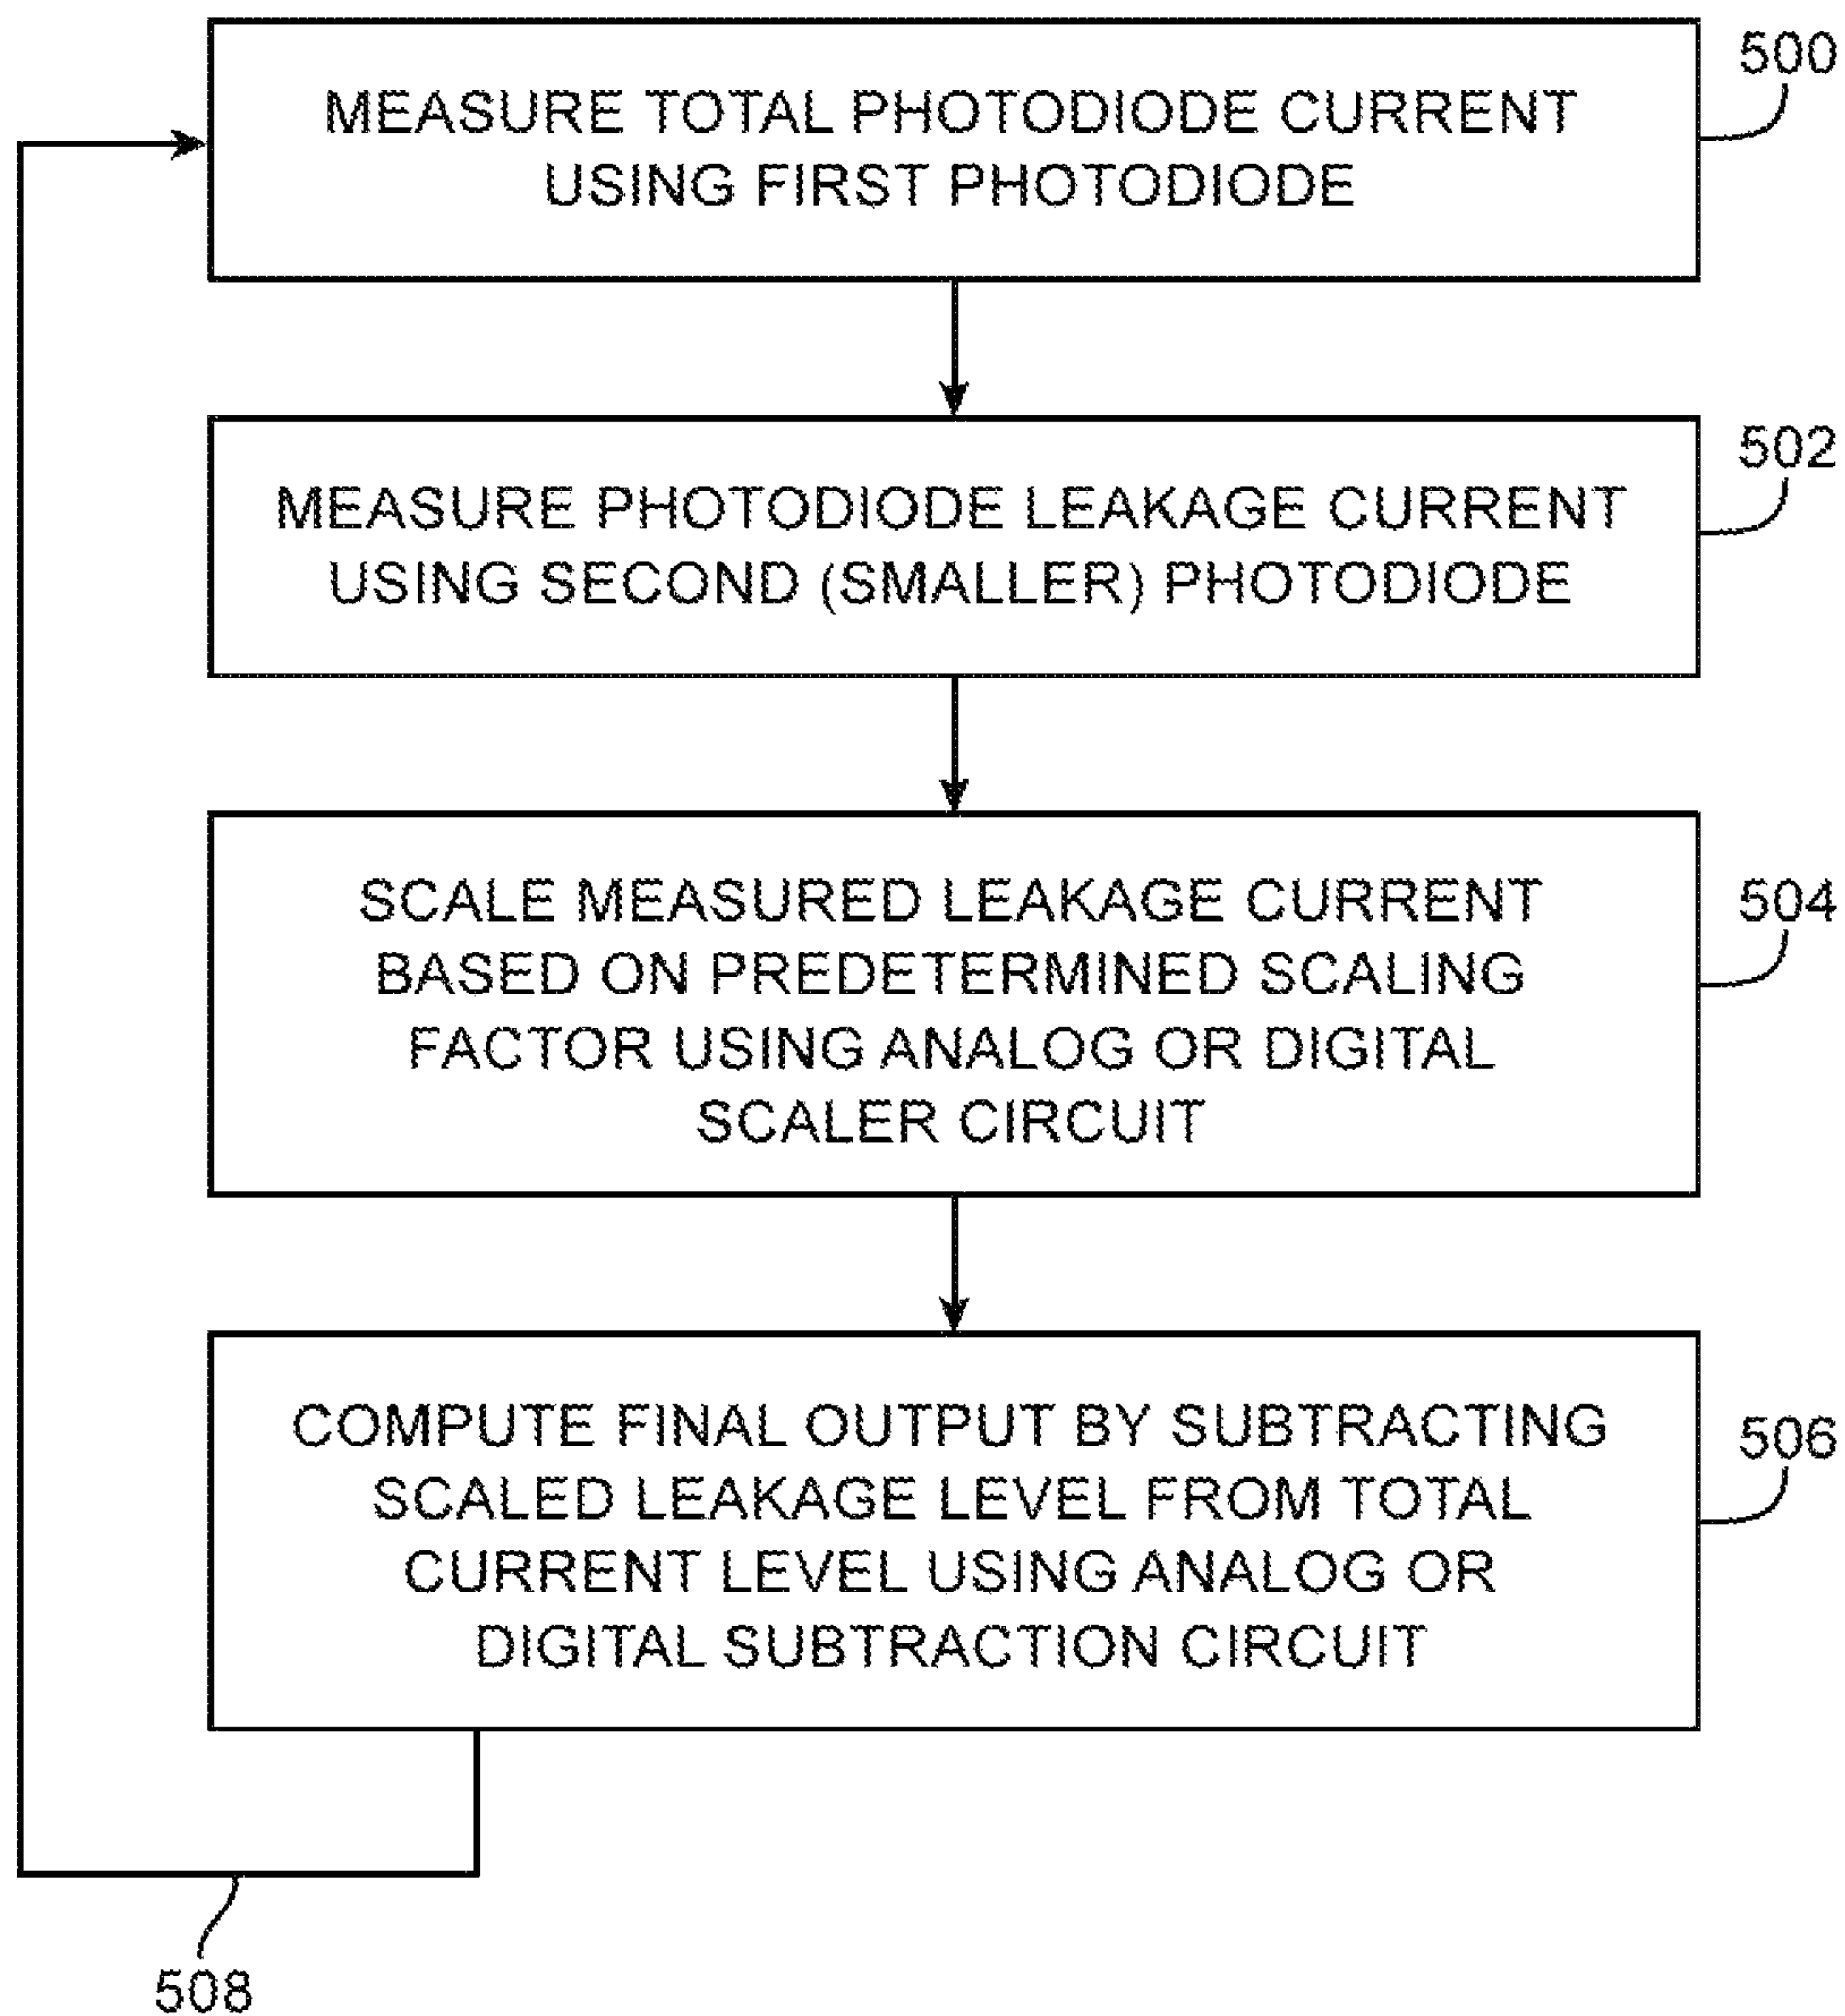 500
MEASURE TOTAL PHOTODIODE CURRENT
USING FIRST PHOTODIODE
502
MEASURE PHOTODIODE LEAKAGE CURRENT
USING SECOND (SMALLER) PHOTODIODE
504
SCALE MEASURED LEAKAGE CURRENT
BASED ON PREDETERMINED SCALING
FACTOR USING ANALOG OR DIGITAL
SCALER CIRCUIT
506
COMPUTE FINAL OUTPUT BY SUBTRACTING
SCALED LEAKAGE LEVEL FROM TOTAL
CURRENT LEVEL USING ANALOG OR
DIGITAL SUBTRACTION CIRCUIT
508